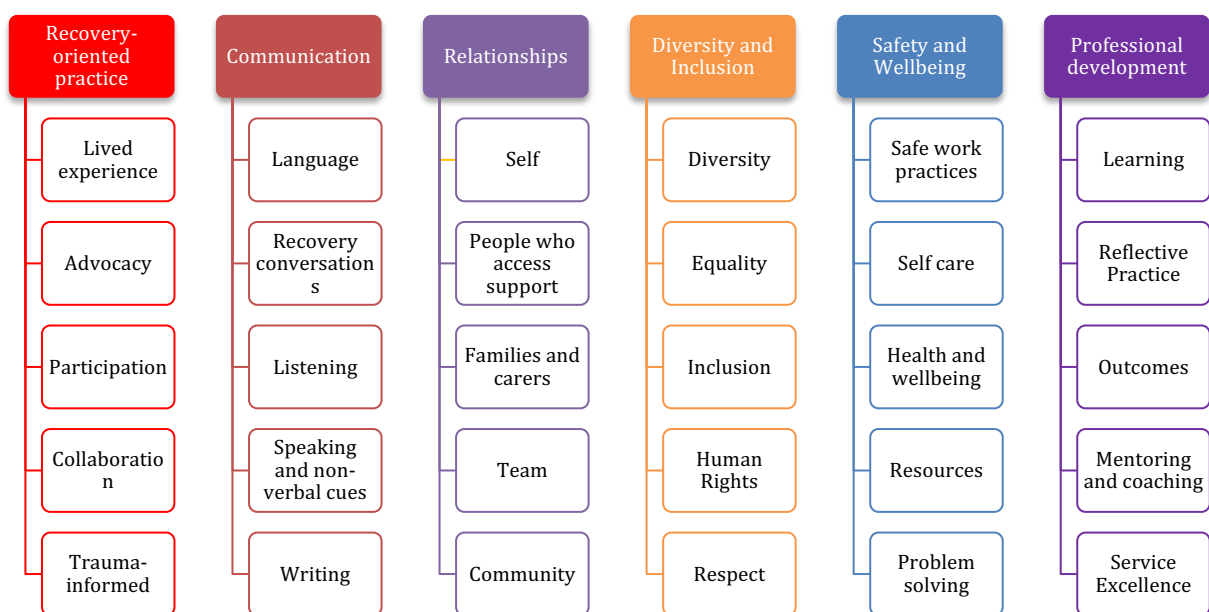 Recovery-
oriented
practice
Communication
Relationships
Diversity and
Inclusion
Safety and
Wellbeing
Professional
development
Lived
experience
Advocacy
Participation
Collaboratio
n
Trauma-
informed
Language
Recovery
conversation
s
Listening
Speaking
and non-
verbal cues
Writing
Self
People who
access
support
Families and
carers
Team
Community
Diversity
Equality
Inclusion
Human
Rights
Respect
Safe work
practices
Self care
Health and
wellbeing
Resources
Problem
solving
Learning
Reflective
Practice
Outcomes
Mentoring
and coaching
Service
Excellence